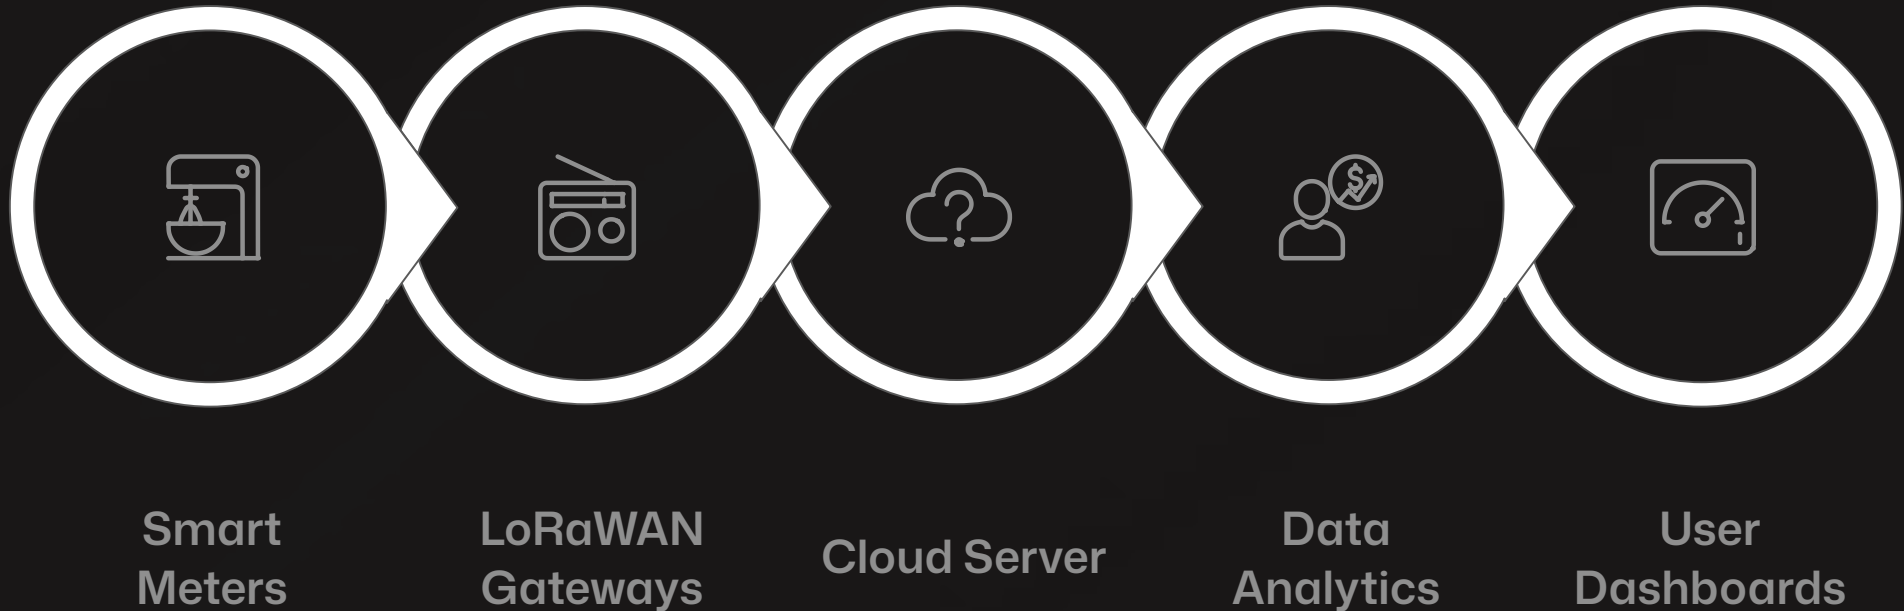 Smart
Meters
LoRaWAN
Gateways
Cloud Server
Data
Analytics
User
Dashboards